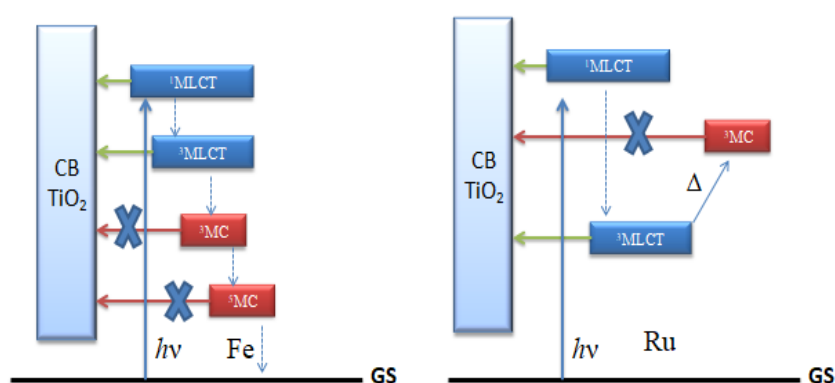 CB
TiO₂
¹MLCT
³MLCT
³MC
⁵MC
hν
Fe
GS
CB
TiO₂
¹MLCT
³MC
Δ
³MLCT
hν
Ru
GS